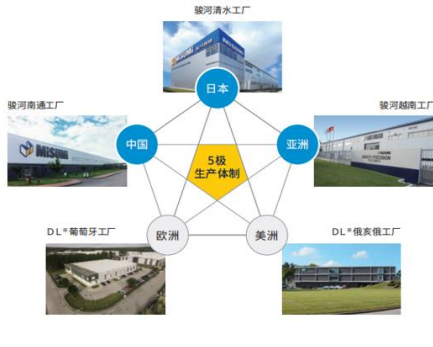 骏河清水工厂
日本
骏河南通工厂
骏河越南工厂
MiSUMi
中国
亚洲
5极
生产体制
欧洲
美洲
DL®葡萄牙工厂
DL®俄亥俄工厂